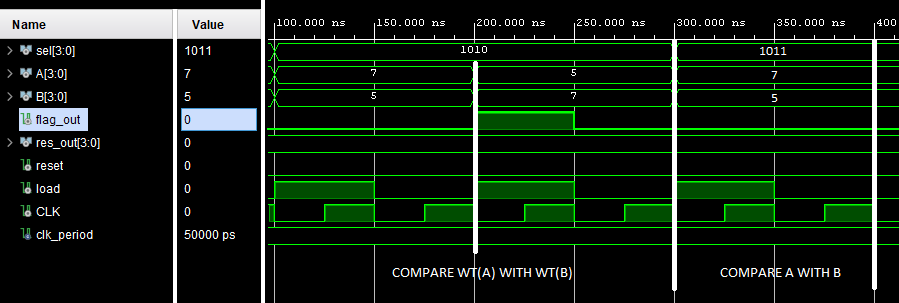 Name Value
100.000 ns 150.000 ns 200.000 ns 250.000 ns 300.000 ns 350.000 ns 400
sel[3:0] 1011 1010 1011
A[3:0] 7 7 5 7
B[3:0] 5 5 7 5
flag_out 0
res_out[3:0] 0
reset 0
load 0
CLK 0
clk_period 50000 ps
COMPARE WT(A) WITH WT(B) COMPARE A WITH B